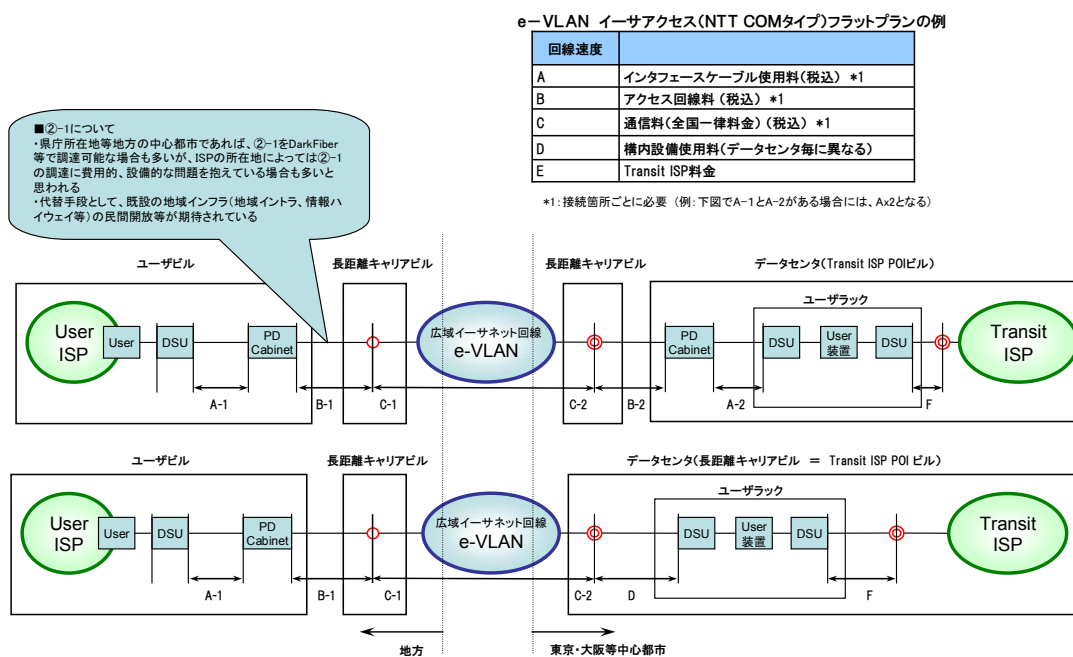 e－VLAN イーサアクセス(NTT COMタイプ)フラットプランの例
回線速度
A インタフェースケーブル使用料(税込) *1
B アクセス回線料(税込) *1
C 通信料(全国一律料金)(税込) *1
D 構内設備使用料(データセンタ毎に異なる)
E Transit ISP料金
*1:接続箇所ごとに必要 (例:下図でA-1とA-2がある場合には、Ax2となる)
■②-1について
・県庁所在地等地方の中心都市であれば、②-1をDarkFiber
等で調達可能な場合も多いが、ISPの所在地によっては②-1
の調達に費用的、設備的な問題を抱えている場合も多いと
思われる
・代替手段として、既設の地域インフラ(地域イントラ、情報ハ
イウェイ等)の民間開放等が期待されている
ユーザビル
長距離キャリアビル
長距離キャリアビル
データセンタ(Transit ISP POIビル)
ユーザラック
User
ISP
User
DSU
PD
Cabinet
広域イーサネット回線
e-VLAN
PD
Cabinet
DSU
User
装置
DSU
Transit
ISP
A-1
B-1
C-1
C-2
B-2
A-2
F
ユーザビル
長距離キャリアビル
データセンタ(長距離キャリアビル ＝ Transit ISP POI ビル)
ユーザラック
User
ISP
User
DSU
PD
Cabinet
広域イーサネット回線
e-VLAN
DSU
User
装置
DSU
Transit
ISP
A-1
B-1
C-1
C-2
D
F
地方
東京・大阪等中心都市